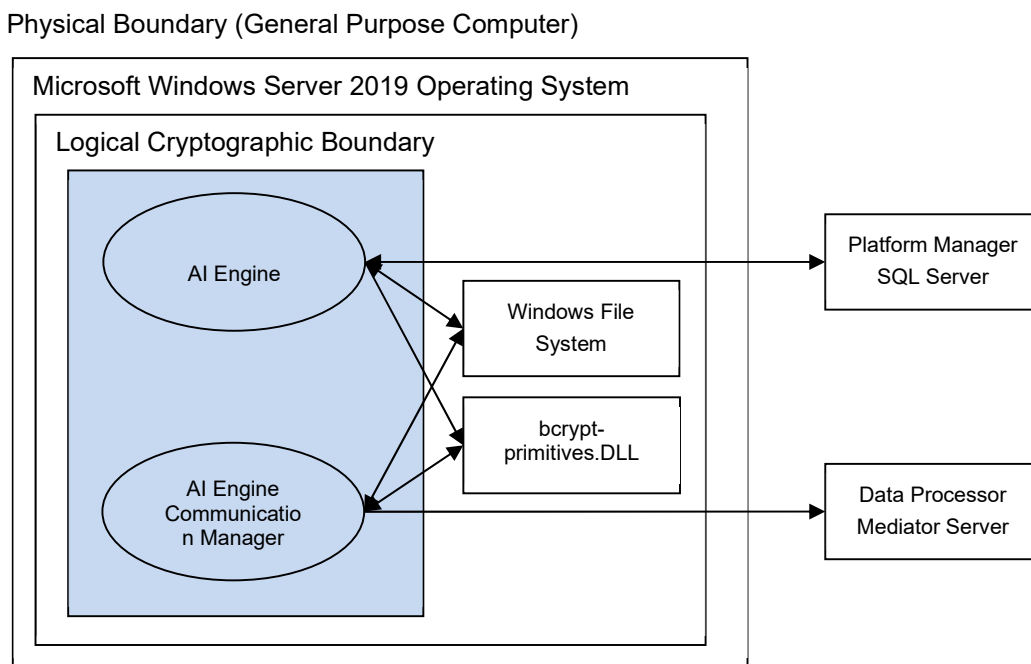 Physical Boundary (General Purpose Computer)
Microsoft Windows Server 2019 Operating System
Logical Cryptographic Boundary
AI Engine
Platform Manager
SQL Server
Windows File
System
bcrypt-
primitives.DLL
AI Engine
Communicatio
n Manager
Data Processor
Mediator Server